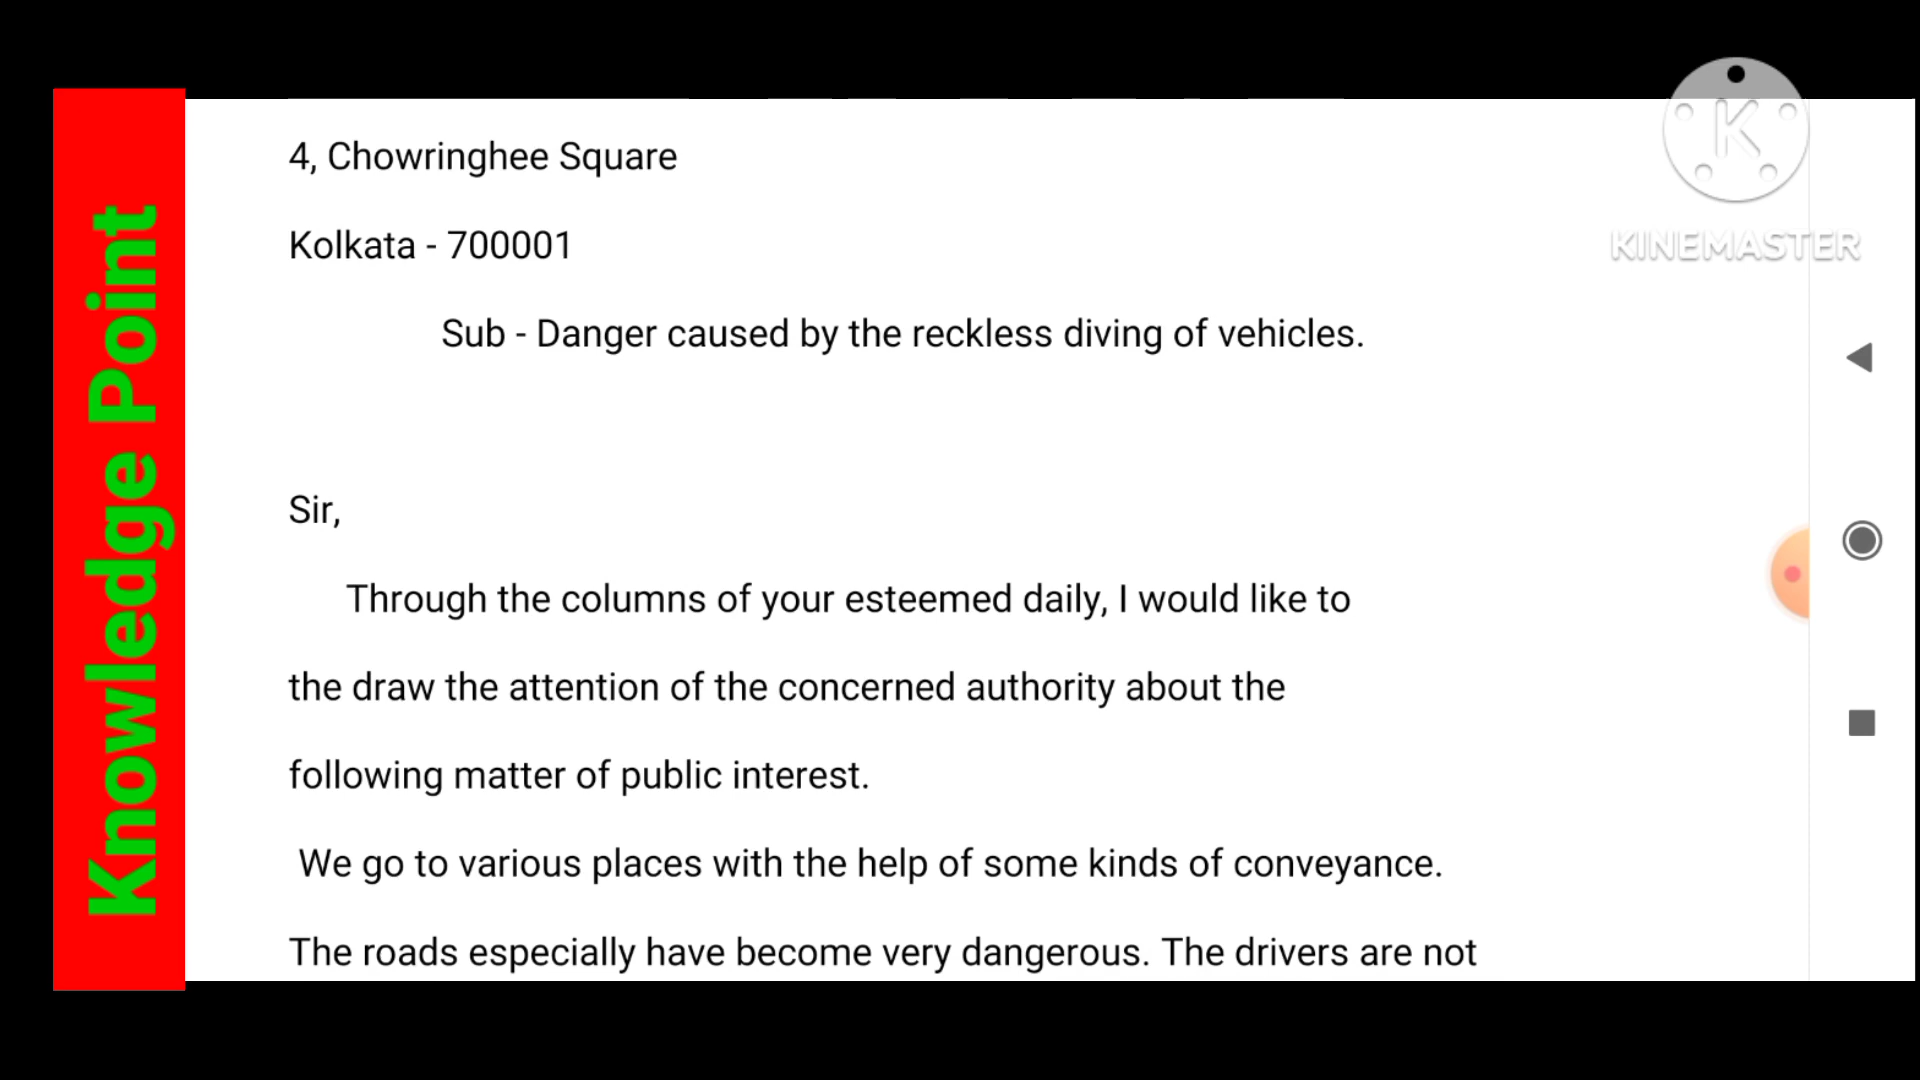 Knowledge Point
4, Chowringhee Square
Kolkata - 700001
Sub - Danger caused by the reckless diving of vehicles.
Sir,
Through the columns of your esteemed daily, I would like to
the draw the attention of the concerned authority about the
following matter of public interest.
We go to various places with the help of some kinds of conveyance.
The roads especially have become very dangerous. The drivers are not
K
KINEMASTER